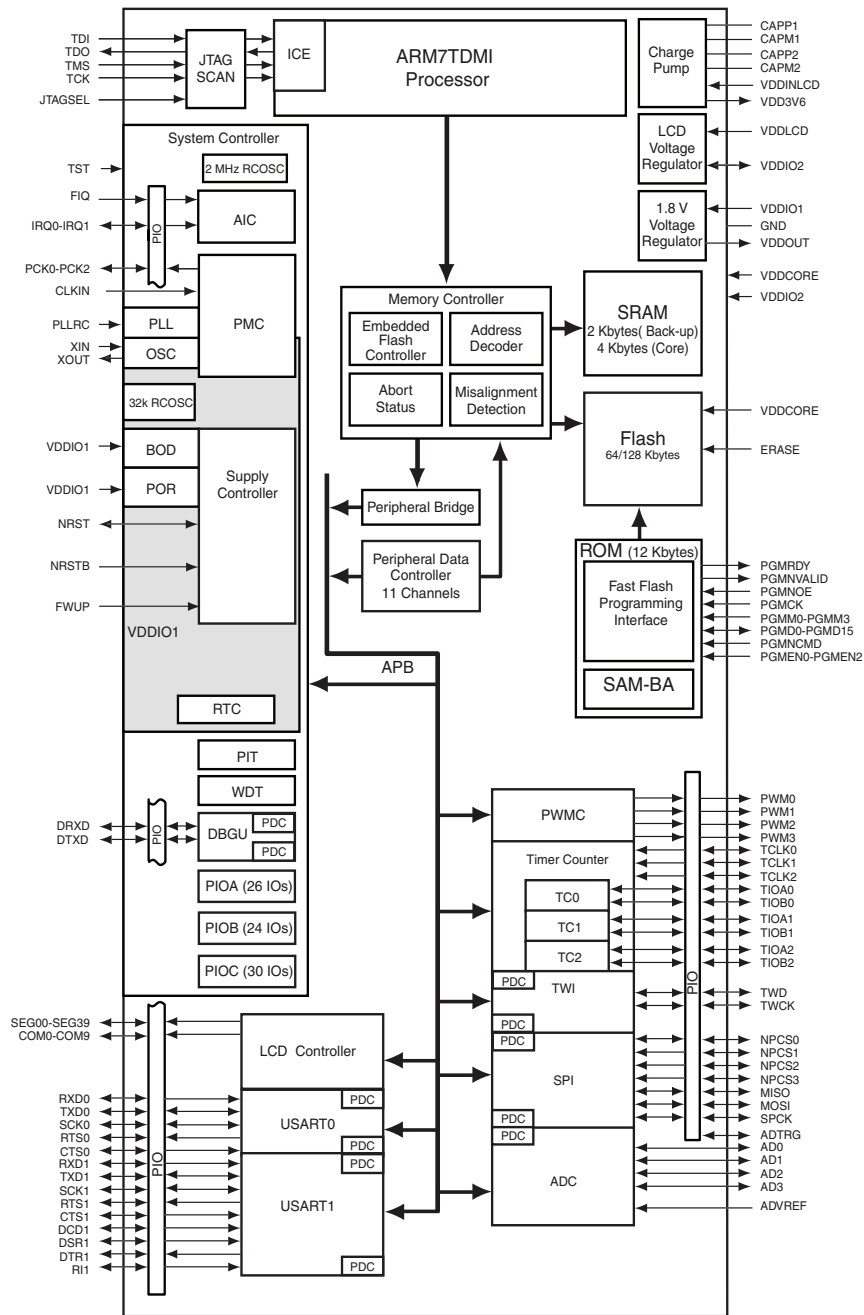 TDI
TDO
TMS
TCK
JTAGSEL
JTAG
SCAN
ICE
ARM7TDMI
Processor
Charge
Pump
CAPP1
CAPM1
CAPP2
CAPM2
VDDINLCD
VDD3V6
LCD
Voltage
Regulator
VDDLCD
VDDIO2
1.8 V
Voltage
Regulator
VDDIO1
GND
VDDOUT
VDDCORE
VDDIO2
System Controller
TST
2 MHz RCOSC
FIQ
IRQ0-IRQ1
PIO
AIC
PCK0-PCK2
CLKIN
PMC
PLLRC
PLL
XIN
XOUT
OSC
32k RCOSC
VDDIO1
BOD
VDDIO1
POR
Supply
Controller
NRST
NRSTB
FWUP
VDDIO1
RTC
PIT
WDT
DRXD
DTXD
PIO
DBGU
PDC
PDC
PIOA (26 IOs)
PIOB (24 IOs)
PIOC (30 IOs)
Memory Controller
Embedded
Flash
Controller
Address
Decoder
Abort
Status
Misalignment
Detection
SRAM
2 Kbytes( Back-up)
4 Kbytes (Core)
Flash
64/128 Kbytes
VDDCORE
ERASE
Peripheral Bridge
Peripheral Data
Controller
11 Channels
APB
ROM (12 Kbytes)
Fast Flash
Programming
Interface
SAM-BA
PGMRDY
PGMNVALID
PGMNOE
PGMCK
PGMM0-PGMM3
PGMD0-PGMD15
PGMNCMD
PGMEN0-PGMEN2
SEG00-SEG39
COM0-COM9
RXD0
TXD0
SCK0
RTS0
CTS0
RXD1
TXD1
SCK1
RTS1
CTS1
DCD1
DSR1
DTR1
RI1
PIO
LCD Controller
USART0
PDC
PDC
USART1
PDC
PDC
PWMC
Timer Counter
TC0
TC1
TC2
PDC
TWI
PDC
PDC
SPI
PDC
PDC
ADC
PIO
PWM0
PWM1
PWM2
PWM3
TCLK0
TCLK1
TCLK2
TIOA0
TIOB0
TIOA1
TIOB1
TIOA2
TIOB2
TWD
TWCK
NPCS0
NPCS1
NPCS2
NPCS3
MISO
MOSI
SPCK
ADTRG
AD0
AD1
AD2
AD3
ADVREF